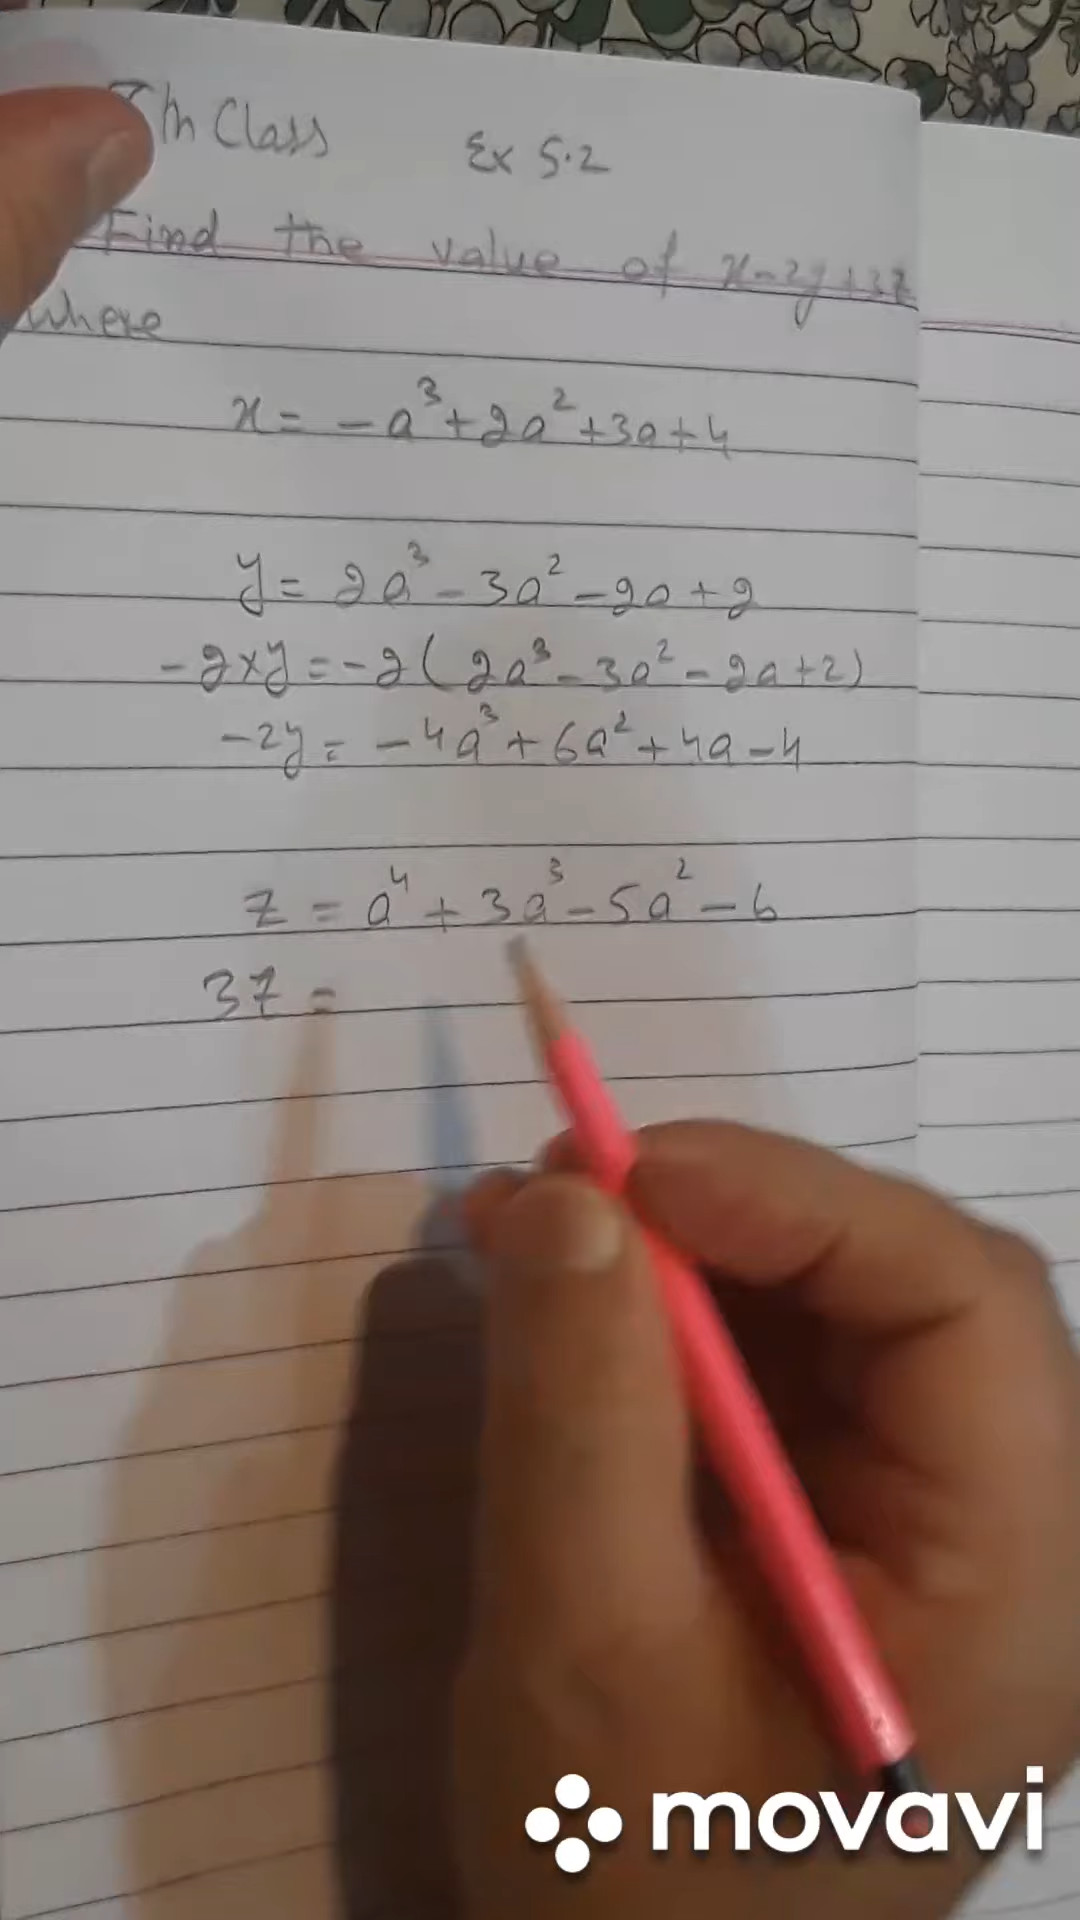 7th Class Ex 5.2
Find the value of x-2y+3z
where
x = -a³+2a²+3a+4
y = 2a³-3a²-2a+2
-2xy = -2(2a³-3a²-2a+2)
-2y = -4a³+6a²+4a-4
z = a⁴+3a³-5a²-6
3z =
movavi